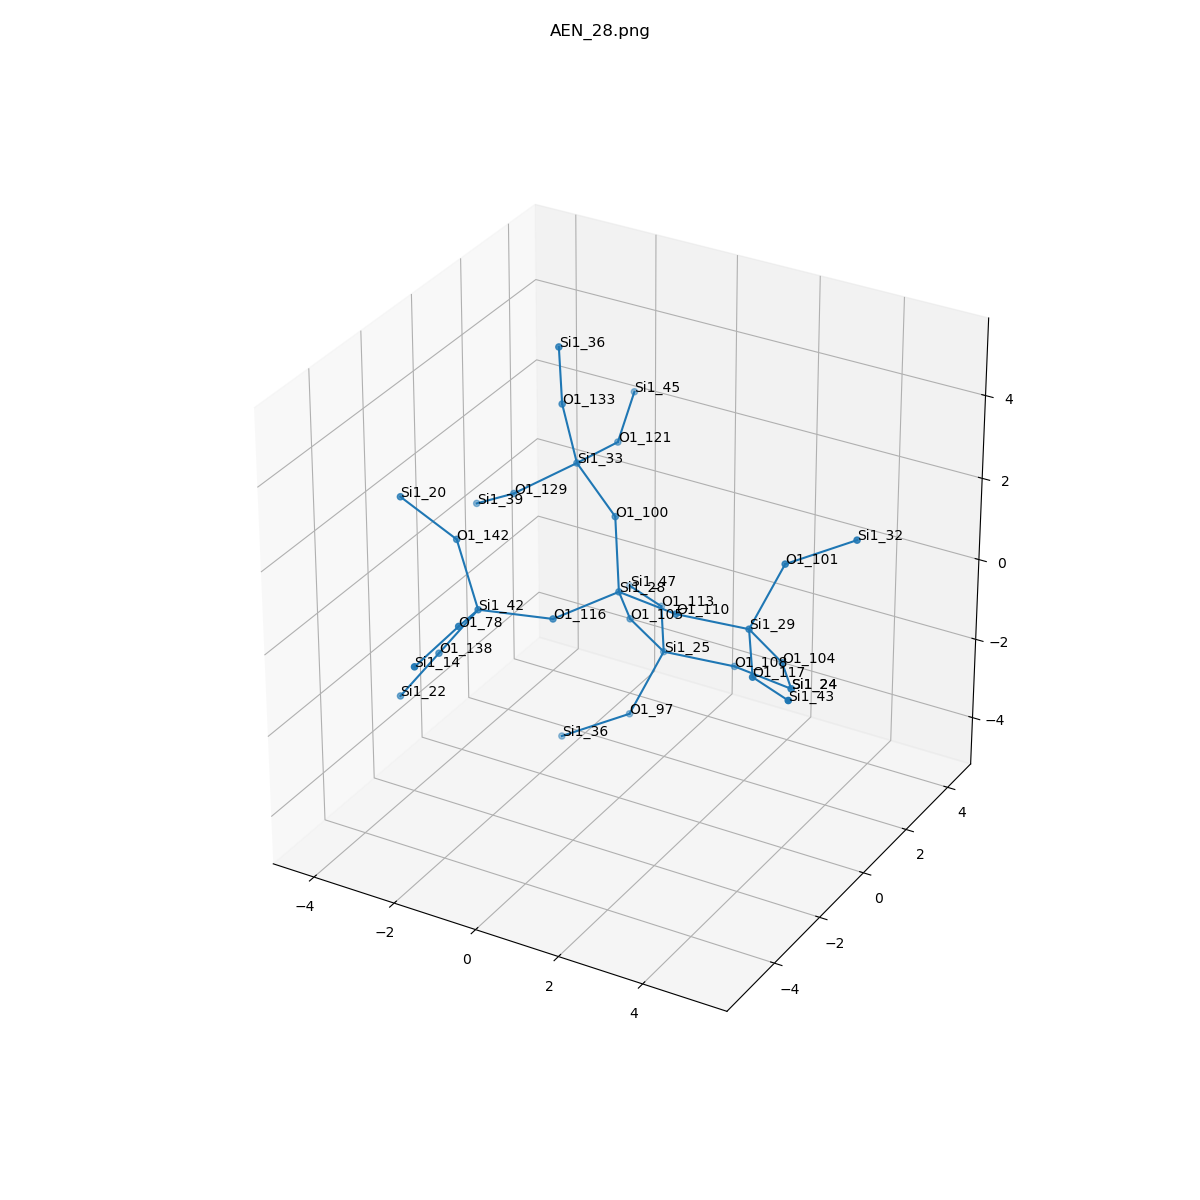 AEN_28.png
Si1_36
Si1_45
O1_133
O1_121
Si1_33
Si1_20
O1_129
Si1_39
O1_100
O1_142
Si1_32
O1_101
Si1_47
Si1_28
O1_113
Si1_42
O1_110
O1_116
O1_105
O1_78
Si1_29
O1_138
Si1_25
Si1_14
O1_108
O1_104
O1_117
Si1_22
Si1_24
Si1_43
O1_97
Si1_36
4
2
0
−2
−4
4
2
0
−2
−4
−4
−2
0
2
4